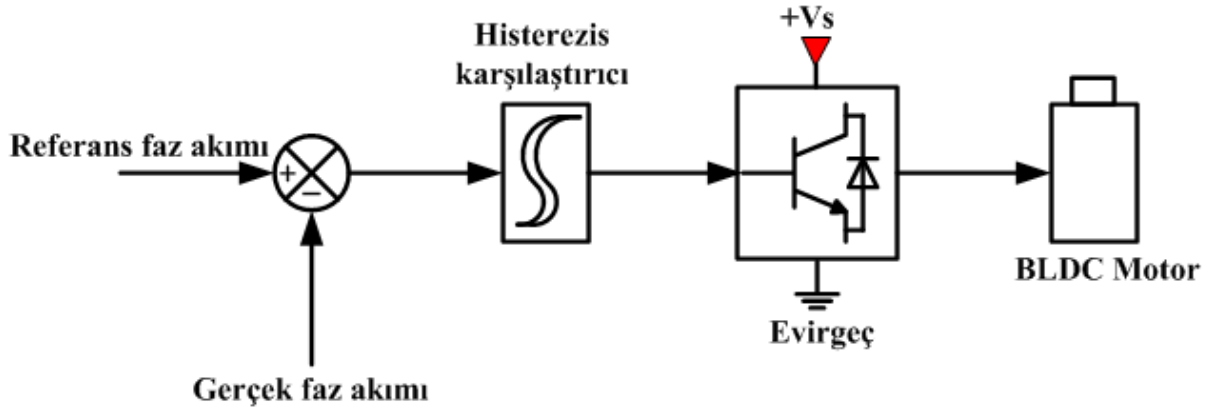 +Vs
Histerezis
karşılaştırıcı
Referans faz akımı
+
−
BLDC Motor
Evirgeç
Gerçek faz akımı